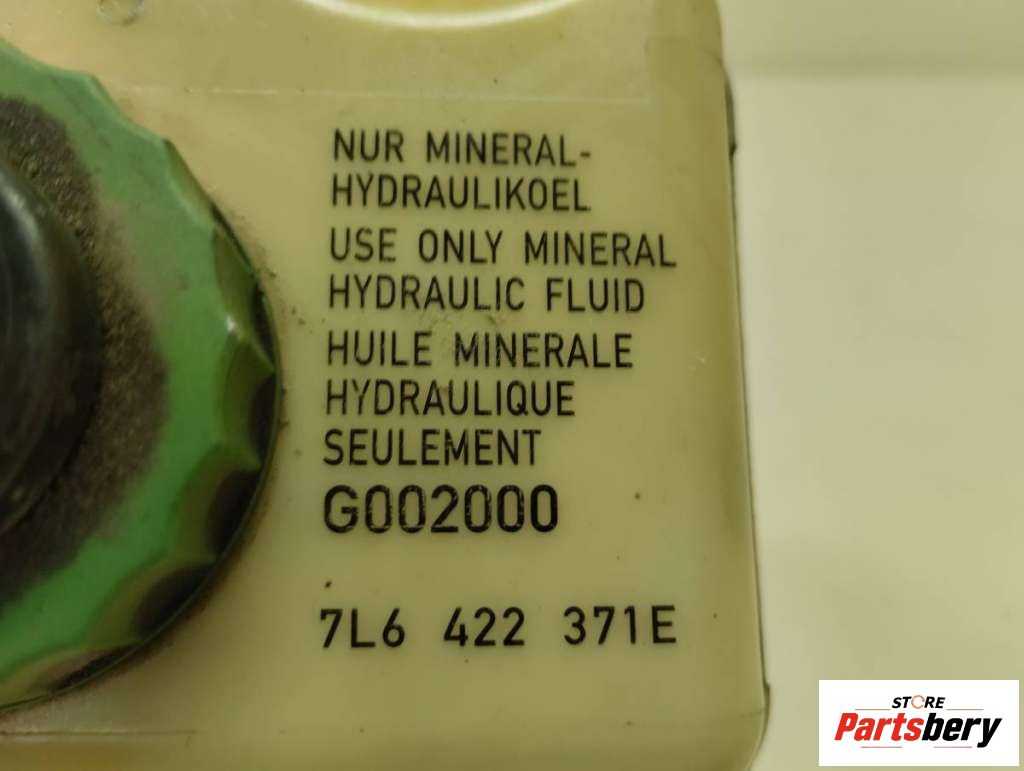 NUR MINERAL-
HYDRAULIKOEL
USE ONLY MINERAL
HYDRAULIC FLUID
HUILE MINERALE
HYDRAULIQUE
SEULEMENT
G002000
7L6 422 371E
STORE
Partsbery